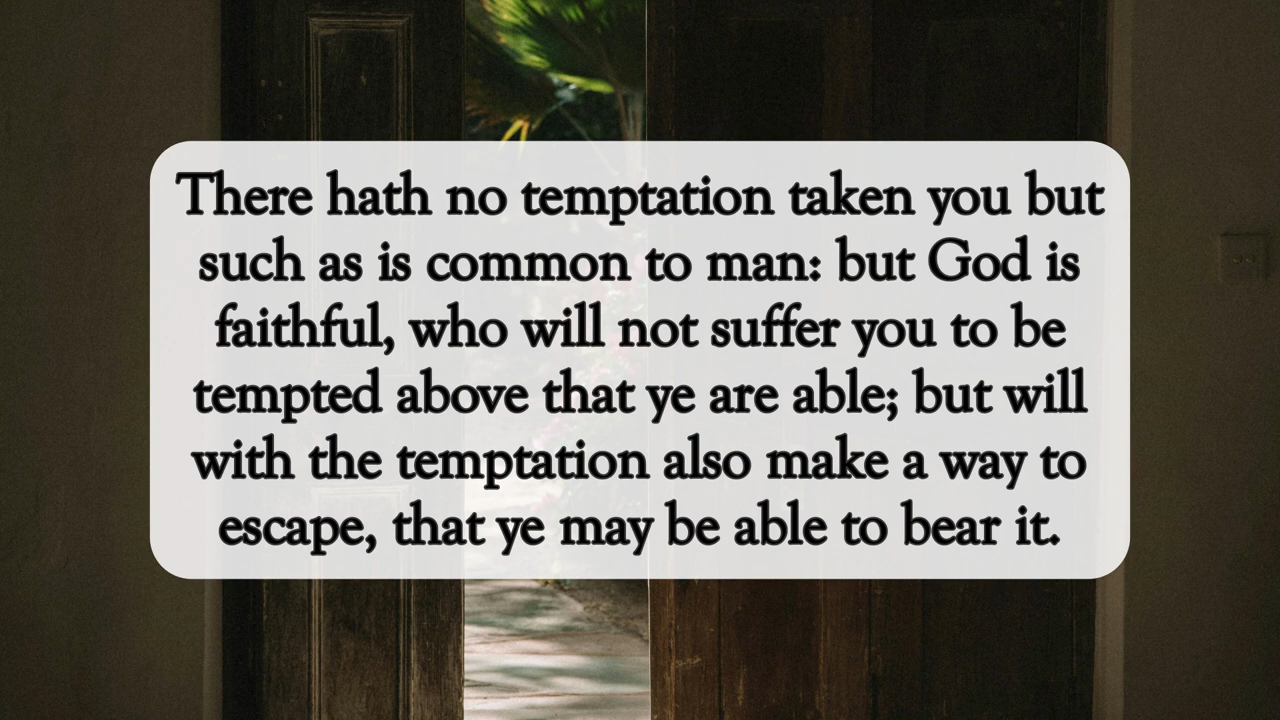 There hath no temptation taken you but
such as is common to man: but God is
faithful, who will not suffer you to be
tempted above that ye are able; but will
with the temptation also make a way to
escape, that ye may be able to bear it.